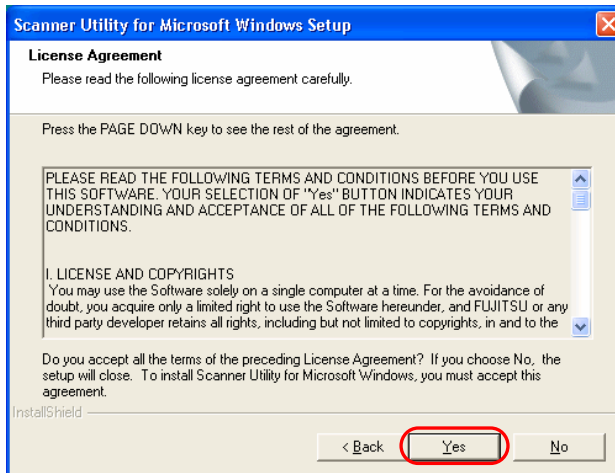 Scanner Utility for Microsoft Windows Setup
License Agreement
Please read the following license agreement carefully.
Press the PAGE DOWN key to see the rest of the agreement.
PLEASE READ THE FOLLOWING TERMS AND CONDITIONS BEFORE YOU USE
THIS SOFTWARE. YOUR SELECTION OF "Yes" BUTTON INDICATES YOUR
UNDERSTANDING AND ACCEPTANCE OF ALL OF THE FOLLOWING TERMS AND
CONDITIONS.
I. LICENSE AND COPYRIGHTS
You may use the Software solely on a single computer at a time. For the avoidance of
doubt, you acquire only a limited right to use the Software hereunder, and FUJITSU or any
third party developer retains all rights, including but not limited to copyrights, in and to the
Do you accept all the terms of the preceding License Agreement? If you choose No, the
setup will close. To install Scanner Utility for Microsoft Windows, you must accept this
agreement.
InstallShield
< Back Yes No